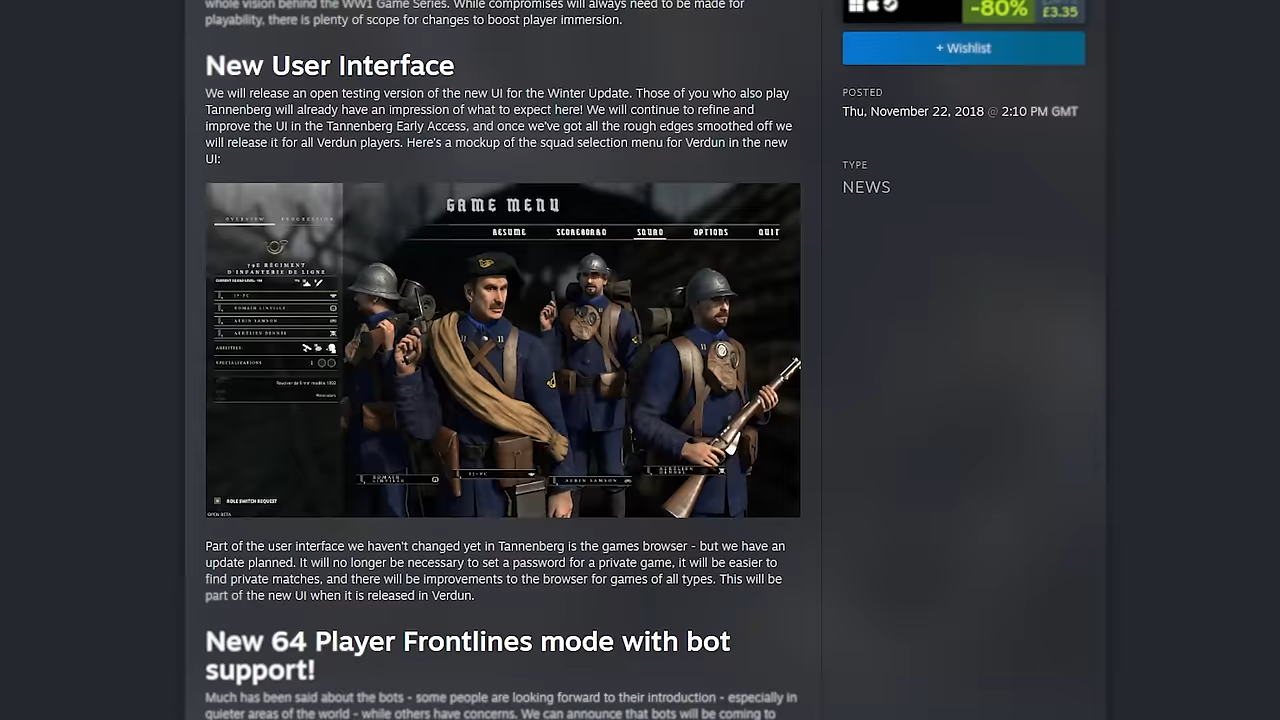 whole vision behind the WW1 Game Series. While compromises will always need to be made for
playability, there is plenty of scope for changes to boost player immersion.
-80%
£3.35
+ Wishlist
New User Interface
We will release an open testing version of the new UI for the Winter Update. Those of you who also play
Tannenberg will already have an impression of what to expect here! We will continue to refine and
improve the UI in the Tannenberg Early Access, and once we've got all the rough edges smoothed off we
will release it for all Verdun players. Here's a mockup of the squad selection menu for Verdun in the new
UI:
POSTED
Thu, November 22, 2018 @ 2:10 PM GMT
TYPE
NEWS
GAME MENU
RESUME SCOREBOARD SQUAD OPTIONS QUIT
OVERVIEW PROGRESSION
RÉGIMENT
D'INFANTERIE DE LIGNE
ROMAIN LINVILLE
AUBIN SAMSON
AURÉLIEN
ABILITIES:
SPECIALIZATIONS
ROMAIN
LINVILLE
AUBIN SAMSON
AURÉLIEN
ROLE SWITCH REQUEST
OPEN BETA
Part of the user interface we haven't changed yet in Tannenberg is the games browser - but we have an
update planned. It will no longer be necessary to set a password for a private game, it will be easier to
find private matches, and there will be improvements to the browser for games of all types. This will be
part of the new UI when it is released in Verdun.
New 64 Player Frontlines mode with bot
support!
Much has been said about the bots - some people are looking forward to their introduction - especially in
quieter areas of the world - while others have concerns. We can announce that bots will be coming to